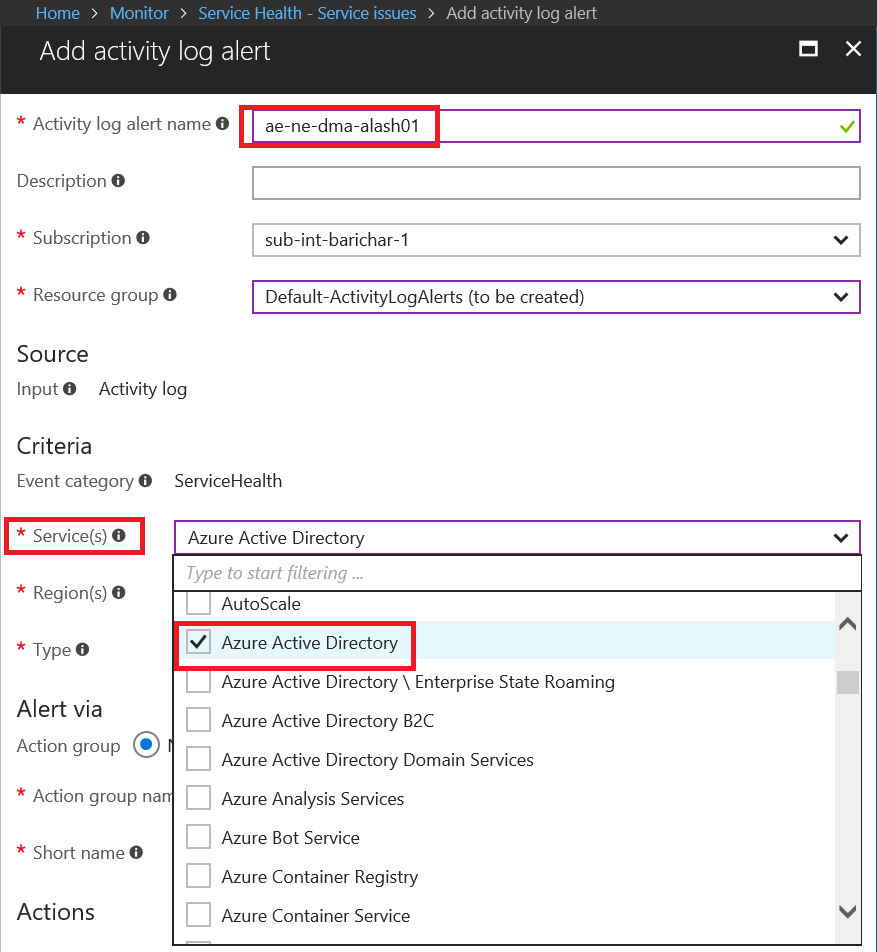 Home > Monitor > Service Health - Service issues > Add activity log alert
Add activity log alert
* Activity log alert name ae-ne-dma-alash01
Description
* Subscription sub-int-barichar-1
* Resource group Default-ActivityLogAlerts (to be created)
Source
Input Activity log
Criteria
Event category ServiceHealth
* Service(s) Azure Active Directory
Type to start filtering ...
* Region(s)
AutoScale
Azure Active Directory
* Type
Azure Active Directory \ Enterprise State Roaming
Alert via
Azure Active Directory B2C
Action group
Azure Active Directory Domain Services
* Action group nam
Azure Analysis Services
Azure Bot Service
* Short name
Azure Container Registry
Actions
Azure Container Service